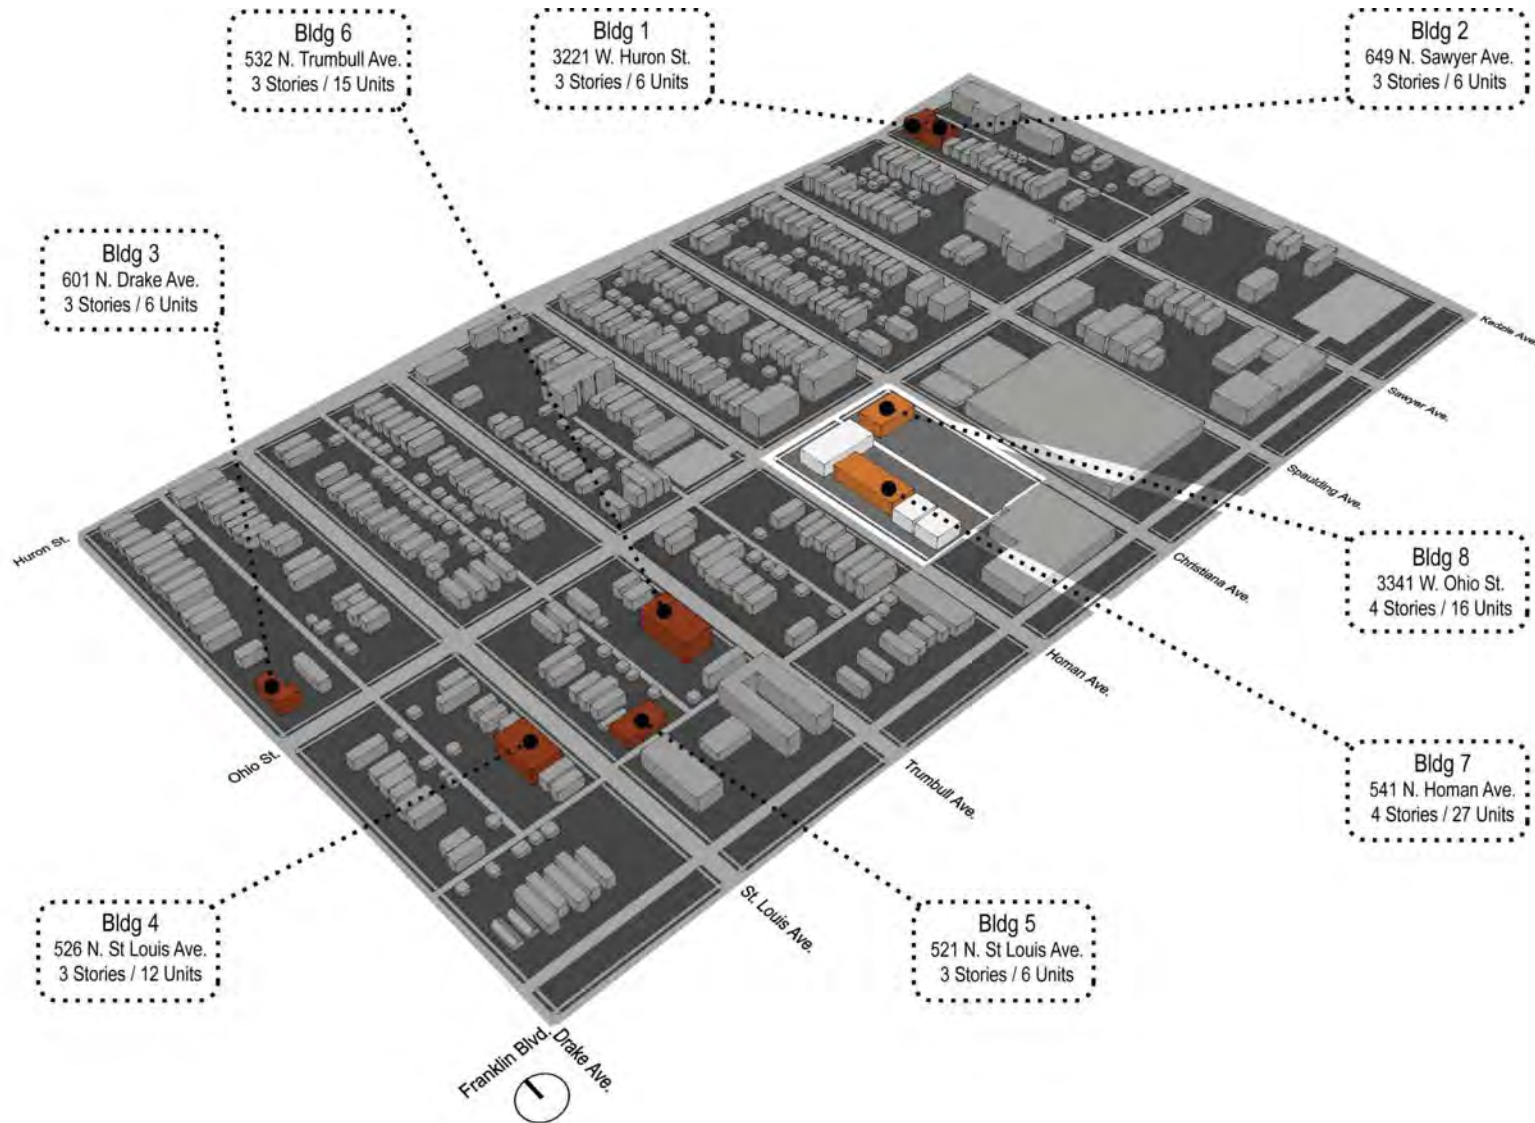 Bldg 6
532 N. Trumbull Ave.
3 Stories / 15 Units
Bldg 1
3221 W. Huron St.
3 Stories / 6 Units
Bldg 2
649 N. Sawyer Ave.
3 Stories / 6 Units
Bldg 3
601 N. Drake Ave.
3 Stories / 6 Units
Kedzie Ave.
Sawyer Ave.
Spaulding Ave.
Huron St.
Christiana Ave.
Bldg 8
3341 W. Ohio St.
4 Stories / 16 Units
Homan Ave.
Ohio St.
Trumbull Ave.
Bldg 7
541 N. Homan Ave.
4 Stories / 27 Units
St. Louis Ave.
Bldg 4
526 N. St Louis Ave.
3 Stories / 12 Units
Bldg 5
521 N. St Louis Ave.
3 Stories / 6 Units
Franklin Blvd.
Drake Ave.